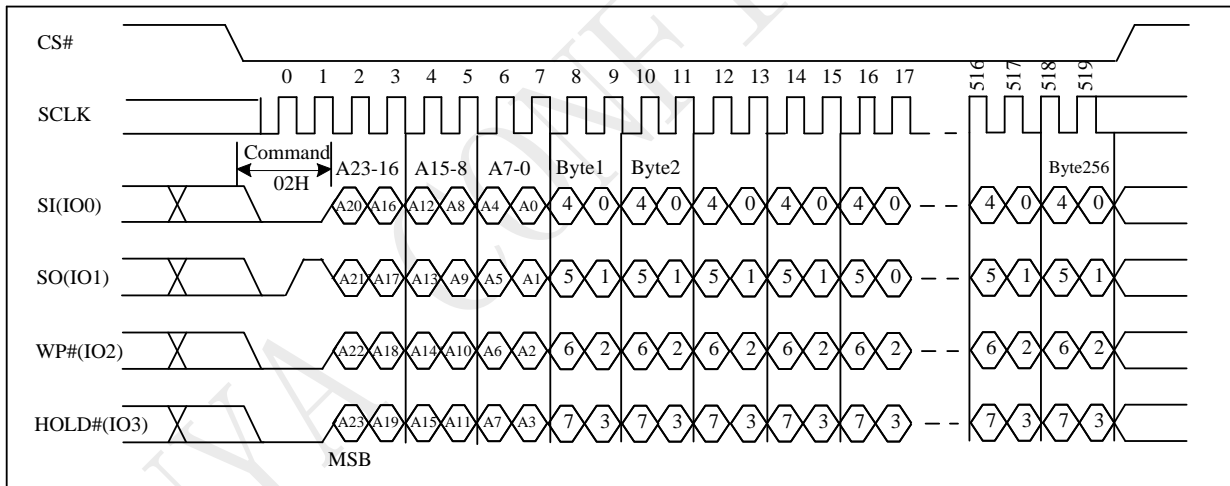 CS#
0 1 2 3 4 5 6 7 8 9 10 11 12 13 14 15 16 17 516 517 518 519
SCLK
Command
02H
A23-16 A15-8 A7-0 Byte1 Byte2 Byte256
SI(IO0) A20 A16 A12 A8 A4 A0 4 0 4 0 4 0 4 0 4 0 4 0 4 0
SO(IO1) A21 A17 A13 A9 A5 A1 5 1 5 1 5 1 5 1 5 0 5 1 5 1
WP#(IO2) A22 A18 A14 A10 A6 A2 6 2 6 2 6 2 6 2 6 2 6 2 6 2
HOLD#(IO3) A23 A19 A15 A11 A7 A3 7 3 7 3 7 3 7 3 7 3 7 3 7 3
MSB